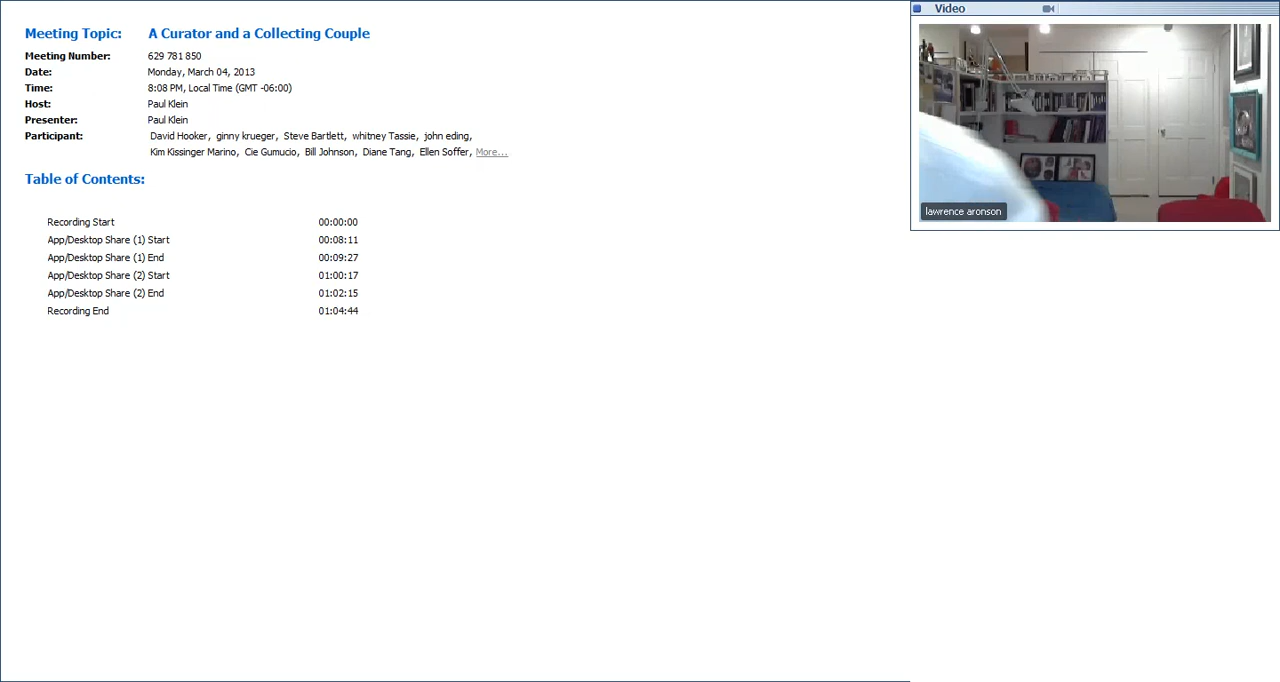 Meeting Topic: A Curator and a Collecting Couple
Meeting Number: 629 781 850
Date: Monday, March 04, 2013
Time: 8:08 PM, Local Time (GMT -06:00)
Host: Paul Klein
Presenter: Paul Klein
Participant: David Hooker, ginny krueger, Steve Bartlett, whitney Tassie, john eding,
Kim Kissinger Marino, Cie Gumucio, Bill Johnson, Diane Tang, Ellen Soffer, More...
Table of Contents:
Recording Start 00:00:00
App/Desktop Share (1) Start 00:08:11
App/Desktop Share (1) End 00:09:27
App/Desktop Share (2) Start 01:00:17
App/Desktop Share (2) End 01:02:15
Recording End 01:04:44
Video
lawrence aronson